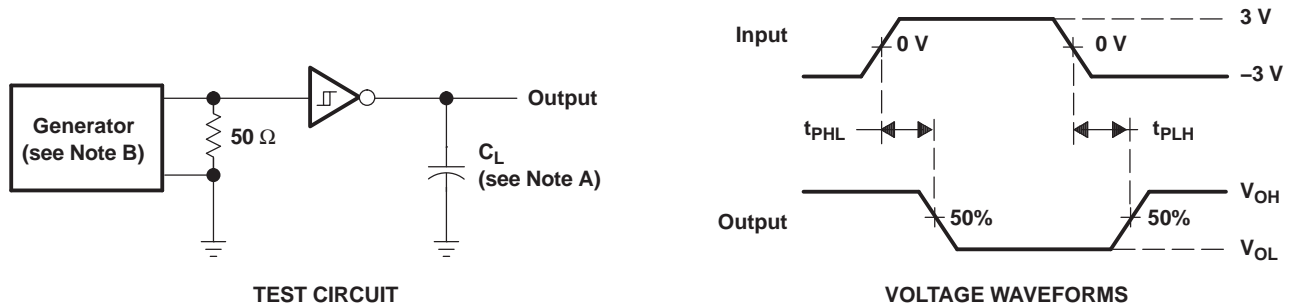 Generator
(see Note B)
50 Ω
Output
C_L
(see Note A)
TEST CIRCUIT
Input
0 V
0 V
3 V
–3 V
t_PHL
t_PLH
Output
50%
50%
V_OH
V_OL
VOLTAGE WAVEFORMS